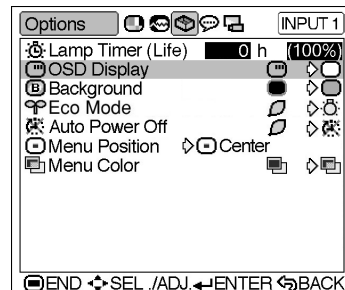 Options INPUT 1
Lamp Timer (Life) 0 h (100%)
OSD Display
B Background
Eco Mode
Auto Power Off
Menu Position Center
Menu Color
END SEL./ADJ. ENTER BACK